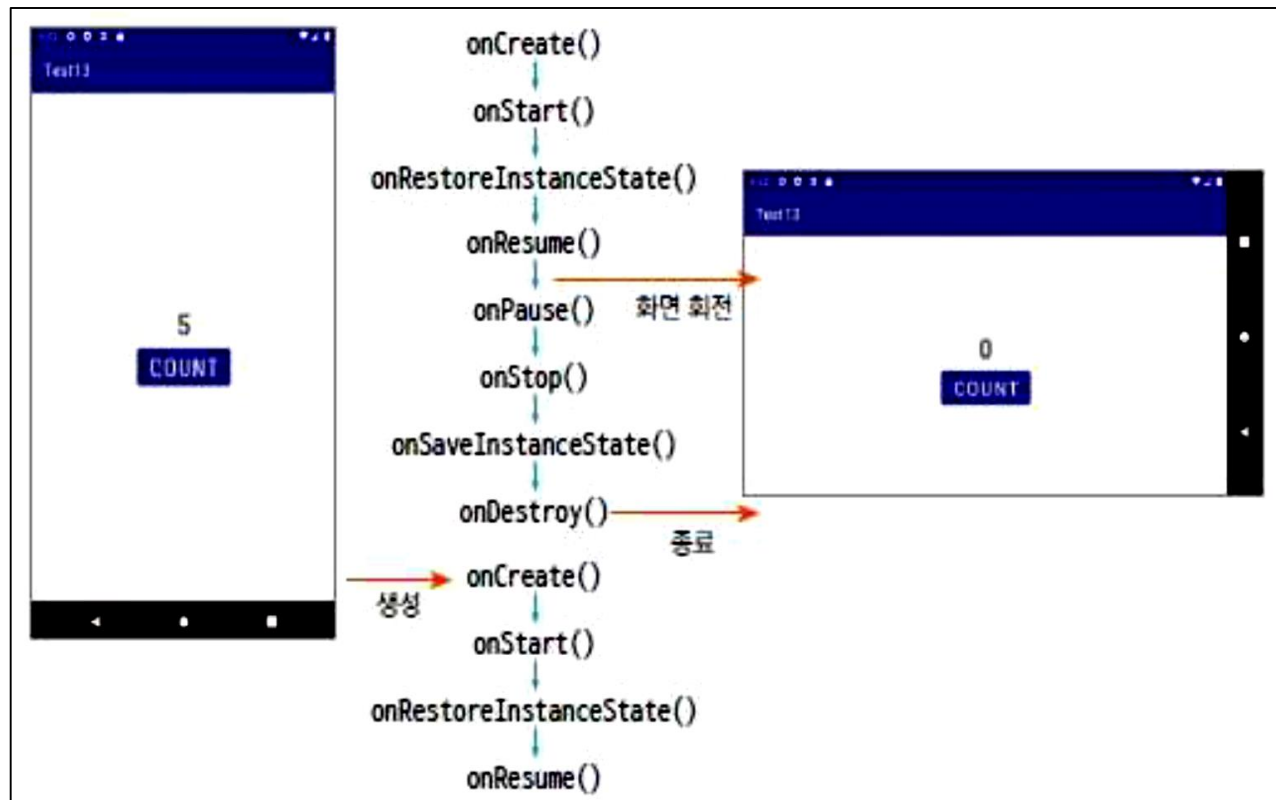 Test13
5
COUNT
onCreate()
onStart()
onRestoreInstanceState()
onResume()
화면 회전
onPause()
onStop()
onSaveInstanceState()
onDestroy()
종료
생성
onCreate()
onStart()
onRestoreInstanceState()
onResume()
Test13
0
COUNT